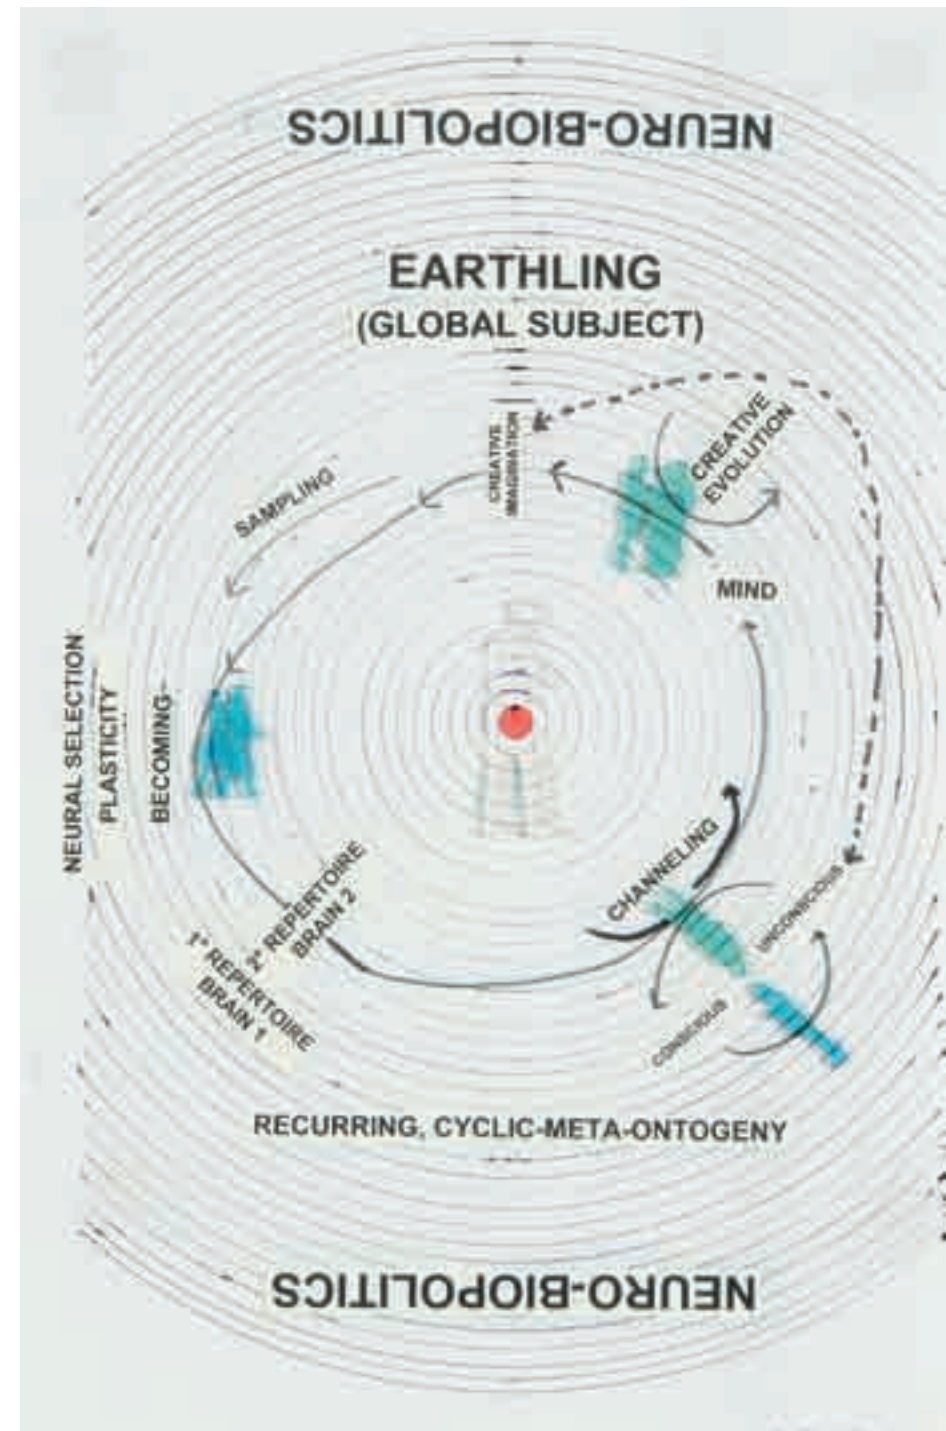 NEURO-BIOPOLITICS
EARTHLING
(GLOBAL SUBJECT)
CREATIVE
IMAGINATION
CREATIVE
EVOLUTION
SAMPLING
MIND
NEURAL SELECTION
PLASTICITY
BECOMING
CHANNELING
UNCONSCIOUS
CONSCIOUS
2° REPERTOIRE
BRAIN 2
1° REPERTOIRE
BRAIN 1
RECURRING, CYCLIC-META-ONTOGENY
NEURO-BIOPOLITICS